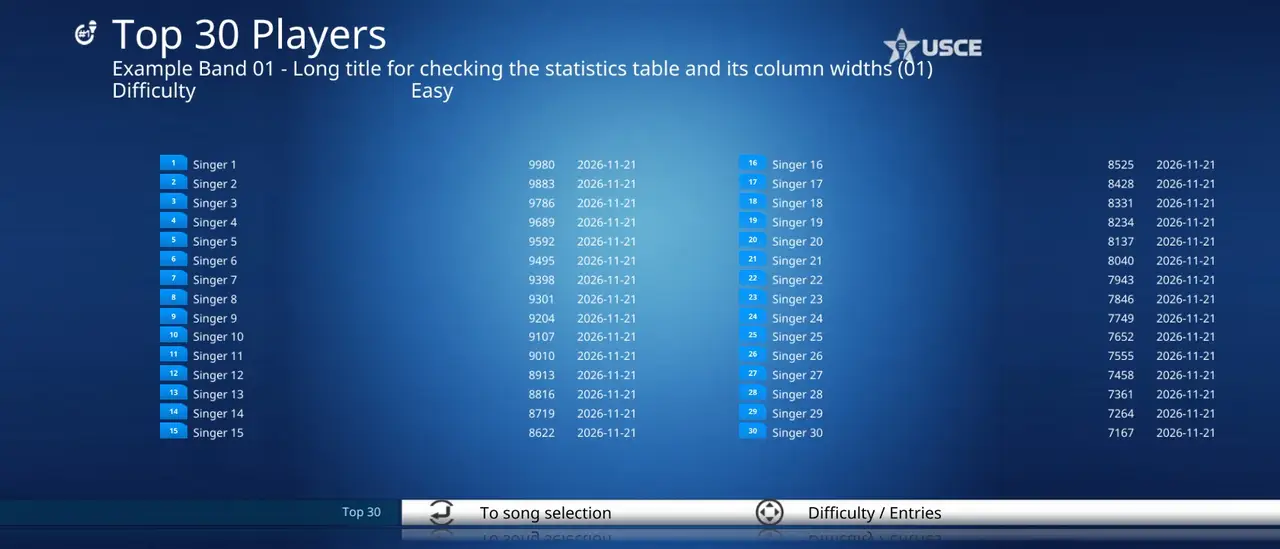 #1
Top 30 Players
USCE
Example Band 01 - Long title for checking the statistics table and its column widths (01)
Difficulty Easy
1 Singer 1 9980 2026-11-21
2 Singer 2 9883 2026-11-21
3 Singer 3 9786 2026-11-21
4 Singer 4 9689 2026-11-21
5 Singer 5 9592 2026-11-21
6 Singer 6 9495 2026-11-21
7 Singer 7 9398 2026-11-21
8 Singer 8 9301 2026-11-21
9 Singer 9 9204 2026-11-21
10 Singer 10 9107 2026-11-21
11 Singer 11 9010 2026-11-21
12 Singer 12 8913 2026-11-21
13 Singer 13 8816 2026-11-21
14 Singer 14 8719 2026-11-21
15 Singer 15 8622 2026-11-21
16 Singer 16 8525 2026-11-21
17 Singer 17 8428 2026-11-21
18 Singer 18 8331 2026-11-21
19 Singer 19 8234 2026-11-21
20 Singer 20 8137 2026-11-21
21 Singer 21 8040 2026-11-21
22 Singer 22 7943 2026-11-21
23 Singer 23 7846 2026-11-21
24 Singer 24 7749 2026-11-21
25 Singer 25 7652 2026-11-21
26 Singer 26 7555 2026-11-21
27 Singer 27 7458 2026-11-21
28 Singer 28 7361 2026-11-21
29 Singer 29 7264 2026-11-21
30 Singer 30 7167 2026-11-21
Top 30 To song selection Difficulty / Entries